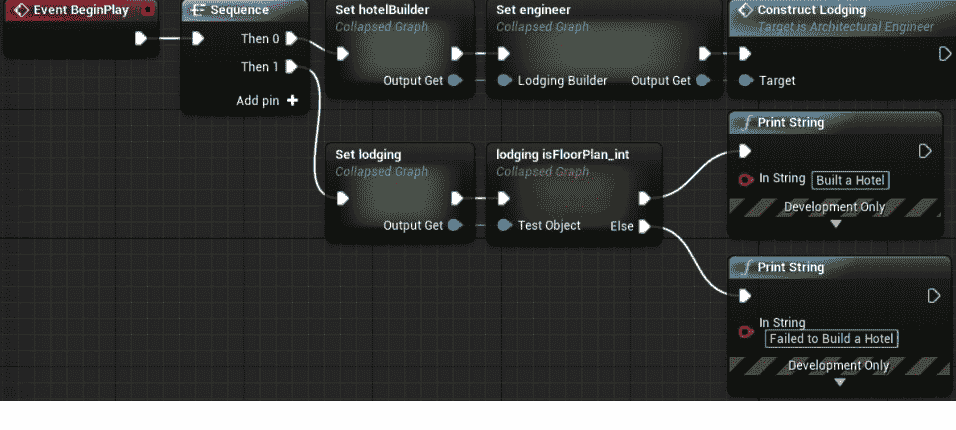 Event BeginPlay
Sequence
Then 0
Then 1
Add pin
Set hotelBuilder
Collapsed Graph
Output Get
Set engineer
Collapsed Graph
Lodging Builder Output Get
Construct Lodging
Target is Architectural Engineer
Target
Set lodging
Collapsed Graph
Output Get
lodging isFloorPlan_int
Collapsed Graph
Test Object Else
f Print String
In String Built a Hotel
Development Only
f Print String
In String
Failed to Build a Hotel
Development Only